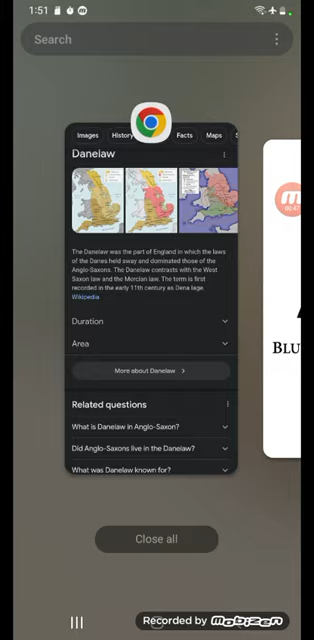 1:51
Search
Images
History
Facts
Maps
Danelaw
The Danelaw was the part of England in which the laws
of the Danes held sway and dominated those of the
Anglo-Saxons. The Danelaw contrasts with the West
Saxon law and the Mercian law. The term is first
recorded in the early 11th century as Dena lage.
Wikipedia
Duration
Area
More about Danelaw
Related questions
What is Danelaw in Anglo-Saxon?
Did Anglo-Saxons live in the Danelaw?
What was Danelaw known for?
BLU
Close all
Recorded by mobizen